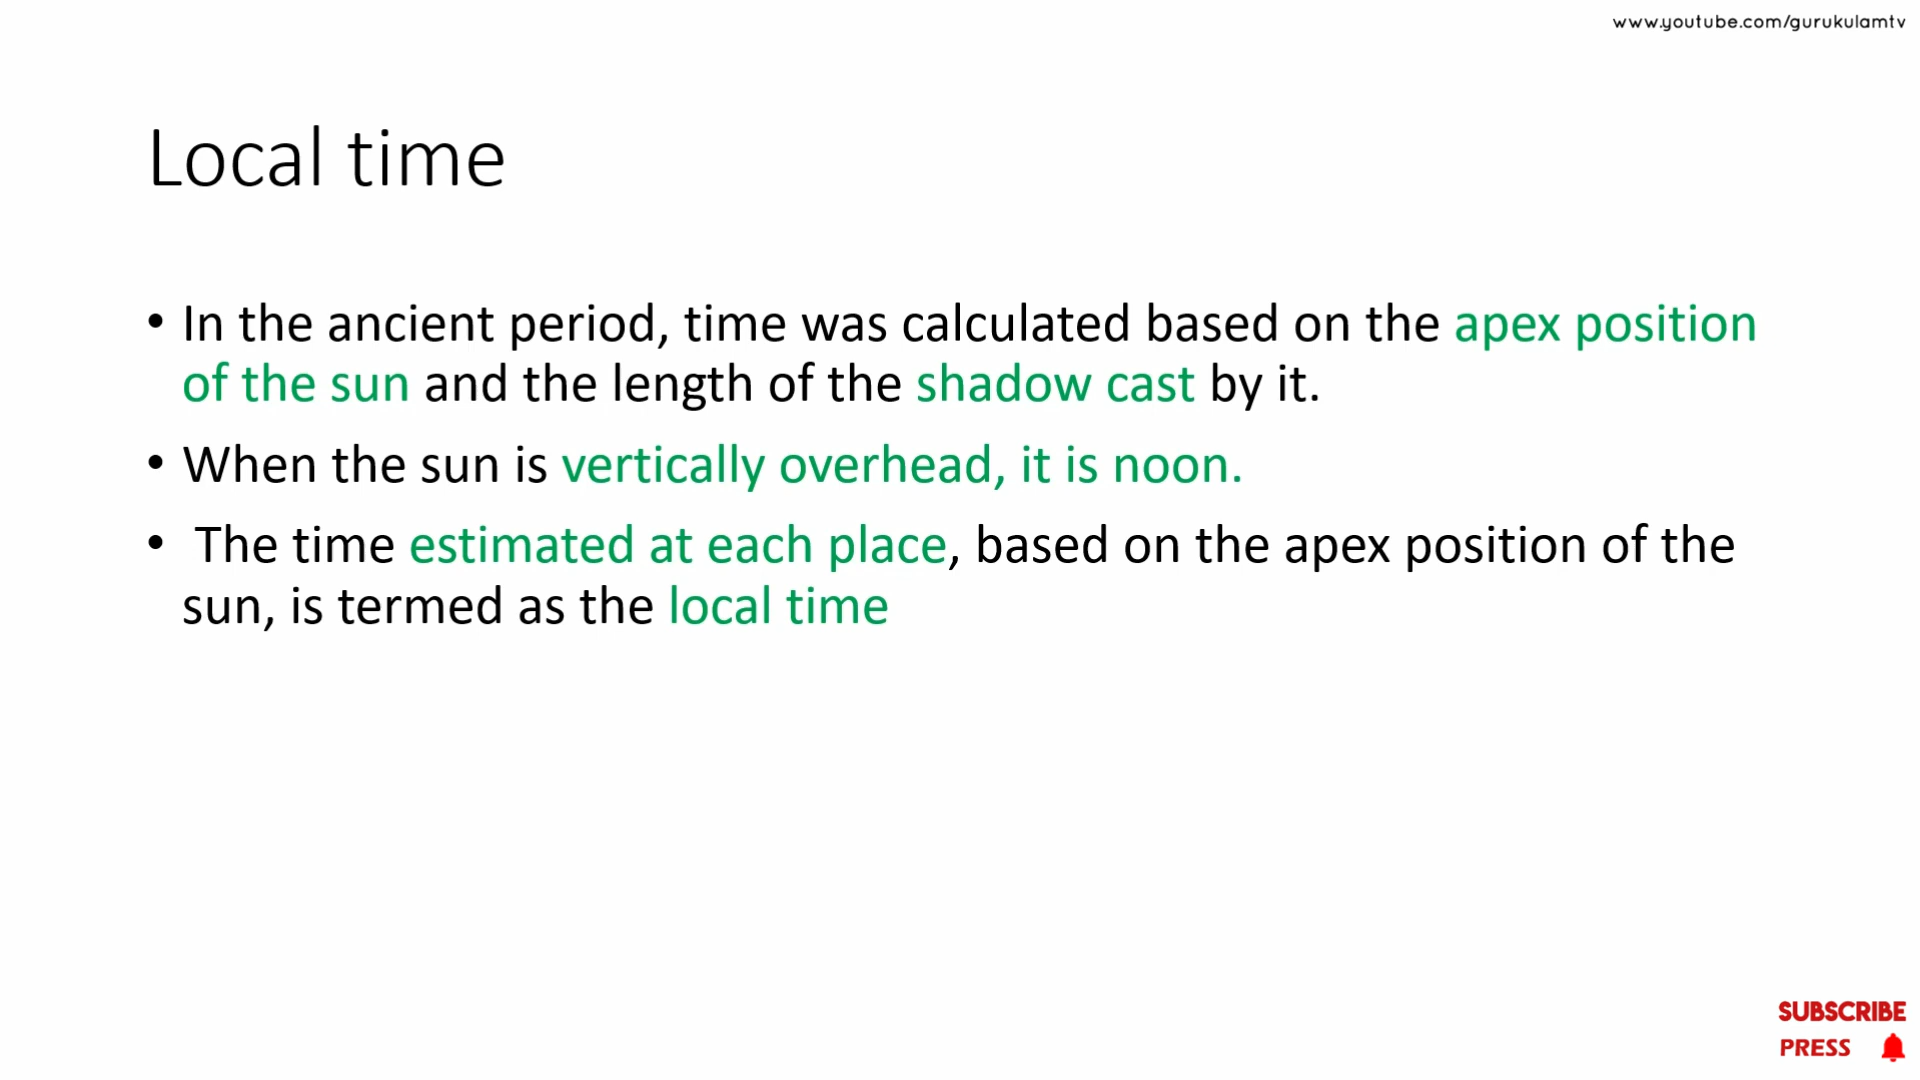 www.youtube.com/gurukulamtv
Local time
• In the ancient period, time was calculated based on the apex position
of the sun and the length of the shadow cast by it.
• When the sun is vertically overhead, it is noon.
• The time estimated at each place, based on the apex position of the
sun, is termed as the local time
SUBSCRIBE
PRESS